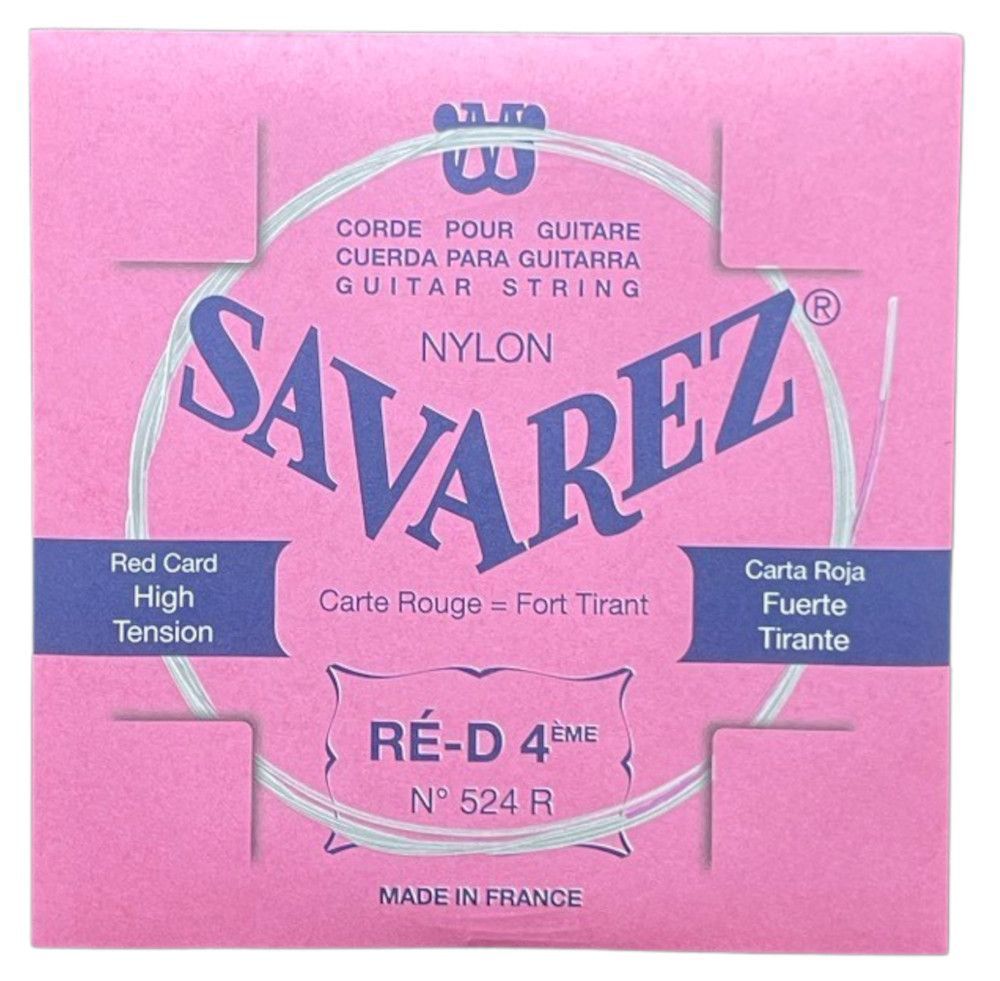 CORDE POUR GUITARE
CUERDA PARA GUITARRA
GUITAR STRING
NYLON
SAVAREZ®
Red Card
High
Tension
Carte Rouge = Fort Tirant
Carta Roja
Fuerte
Tirante
RÉ-D 4ÈME
N° 524 R
MADE IN FRANCE